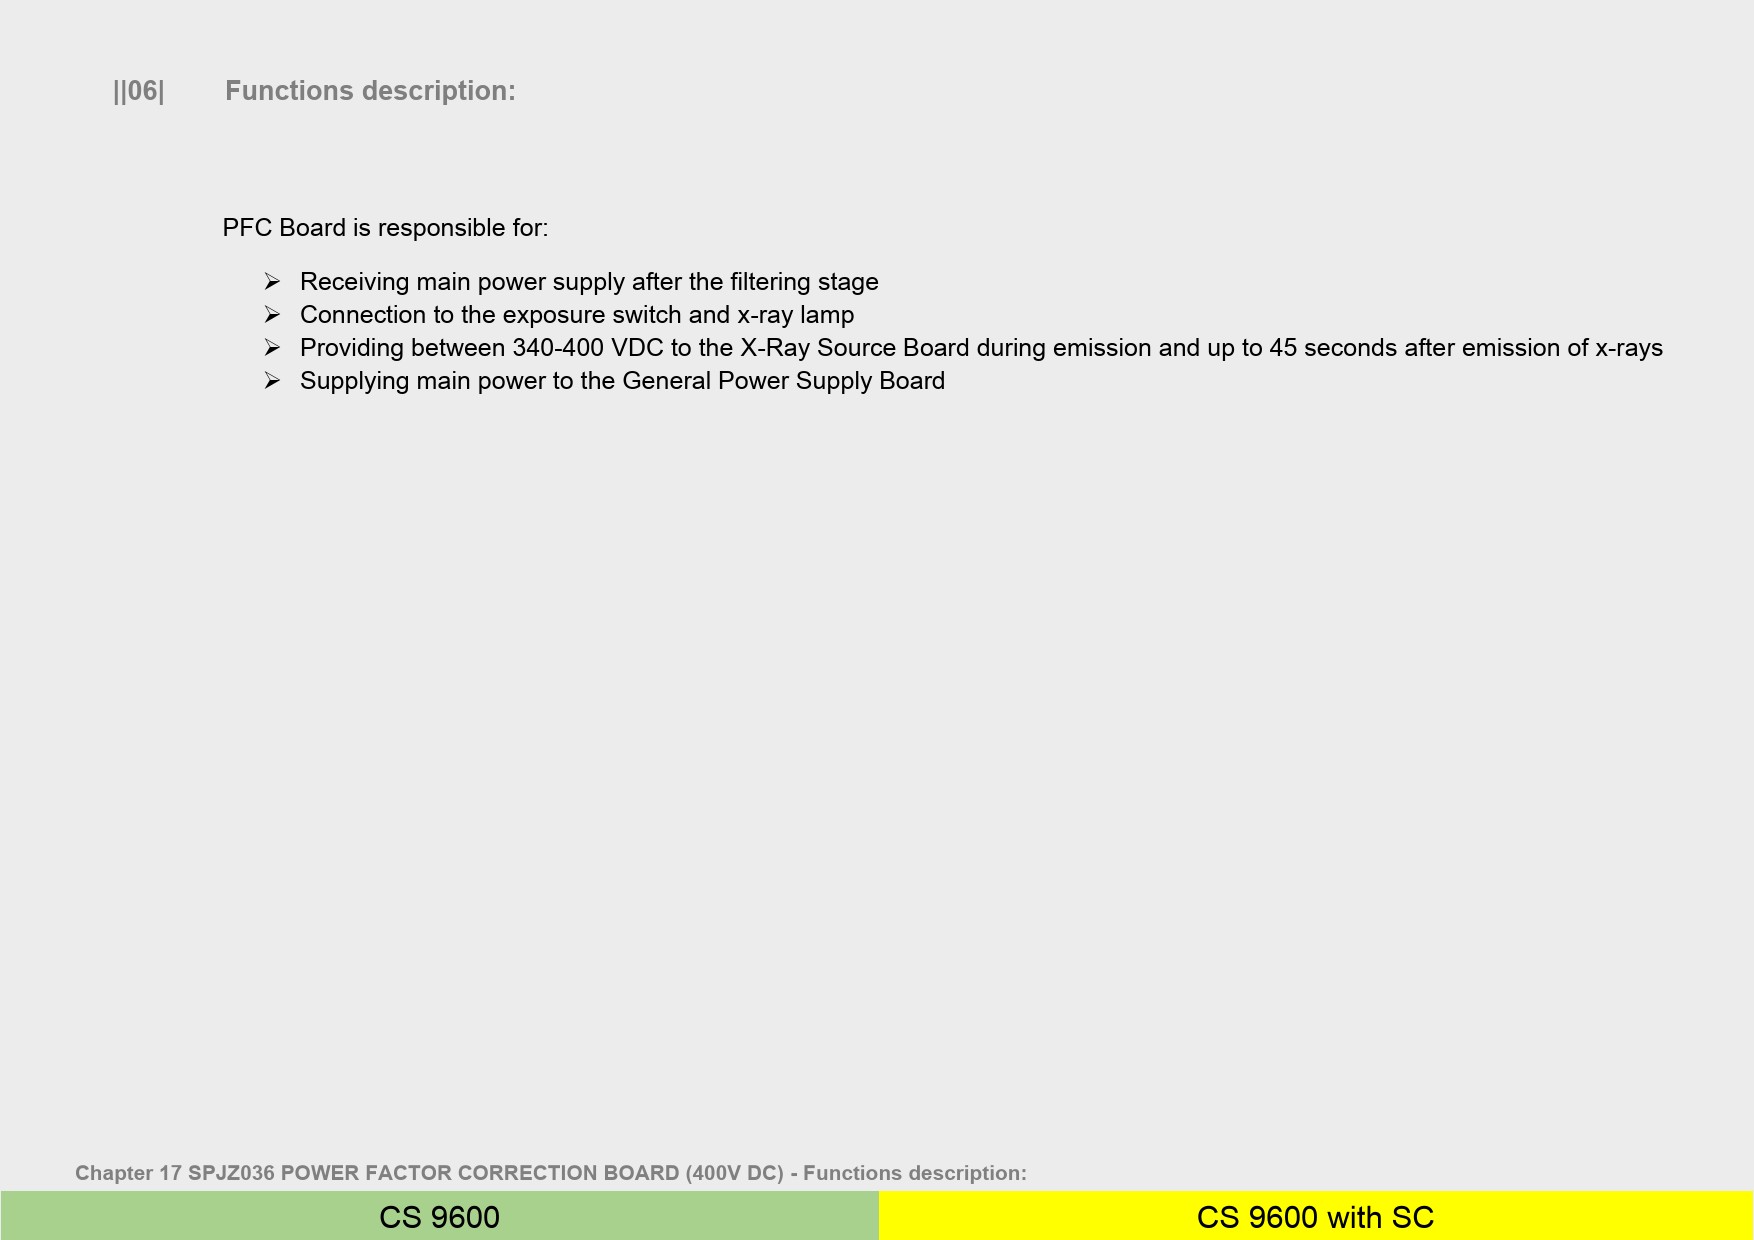 ||06| Functions description:
PFC Board is responsible for:
➢ Receiving main power supply after the filtering stage
➢ Connection to the exposure switch and x-ray lamp
➢ Providing between 340-400 VDC to the X-Ray Source Board during emission and up to 45 seconds after emission of x-rays
➢ Supplying main power to the General Power Supply Board
Chapter 17 SPJZ036 POWER FACTOR CORRECTION BOARD (400V DC) - Functions description:
CS 9600 CS 9600 with SC